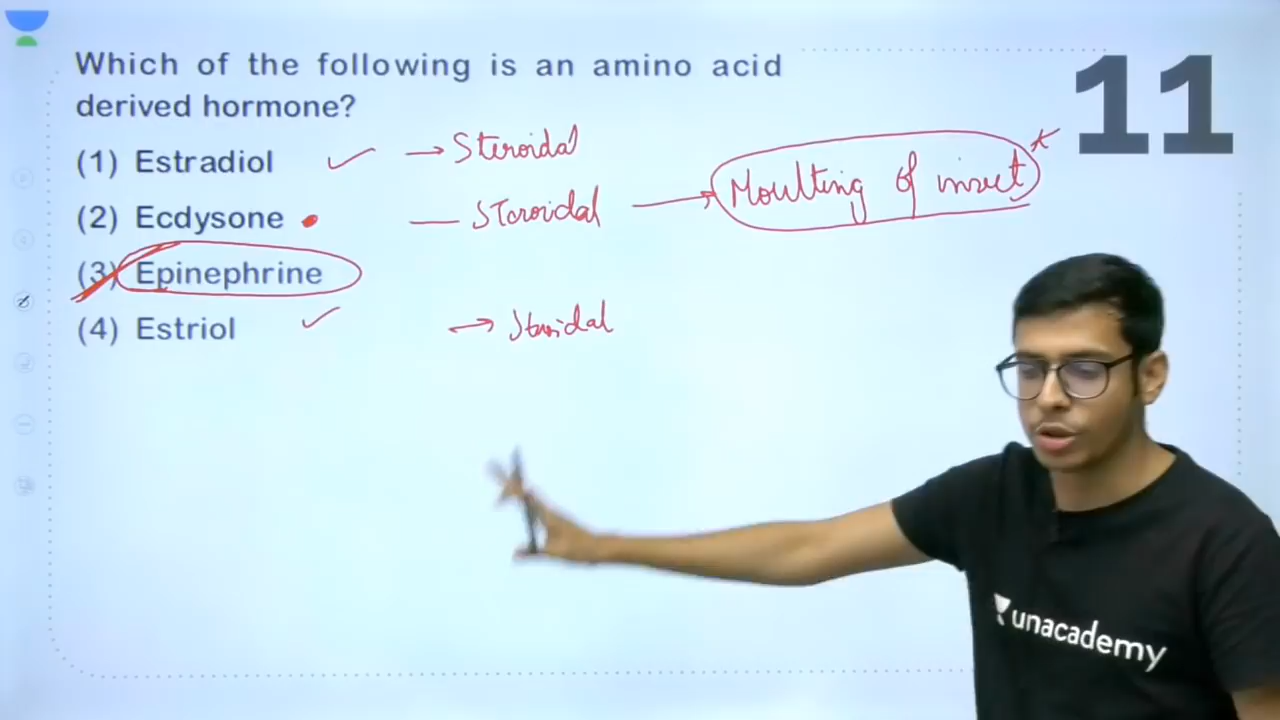 Which of the following is an amino acid
derived hormone?
11
(1) Estradiol → Steroidal
(2) Ecdysone — Steroidal → Moulting of insect
(3) Epinephrine
(4) Estriol → Steroidal
unacademy